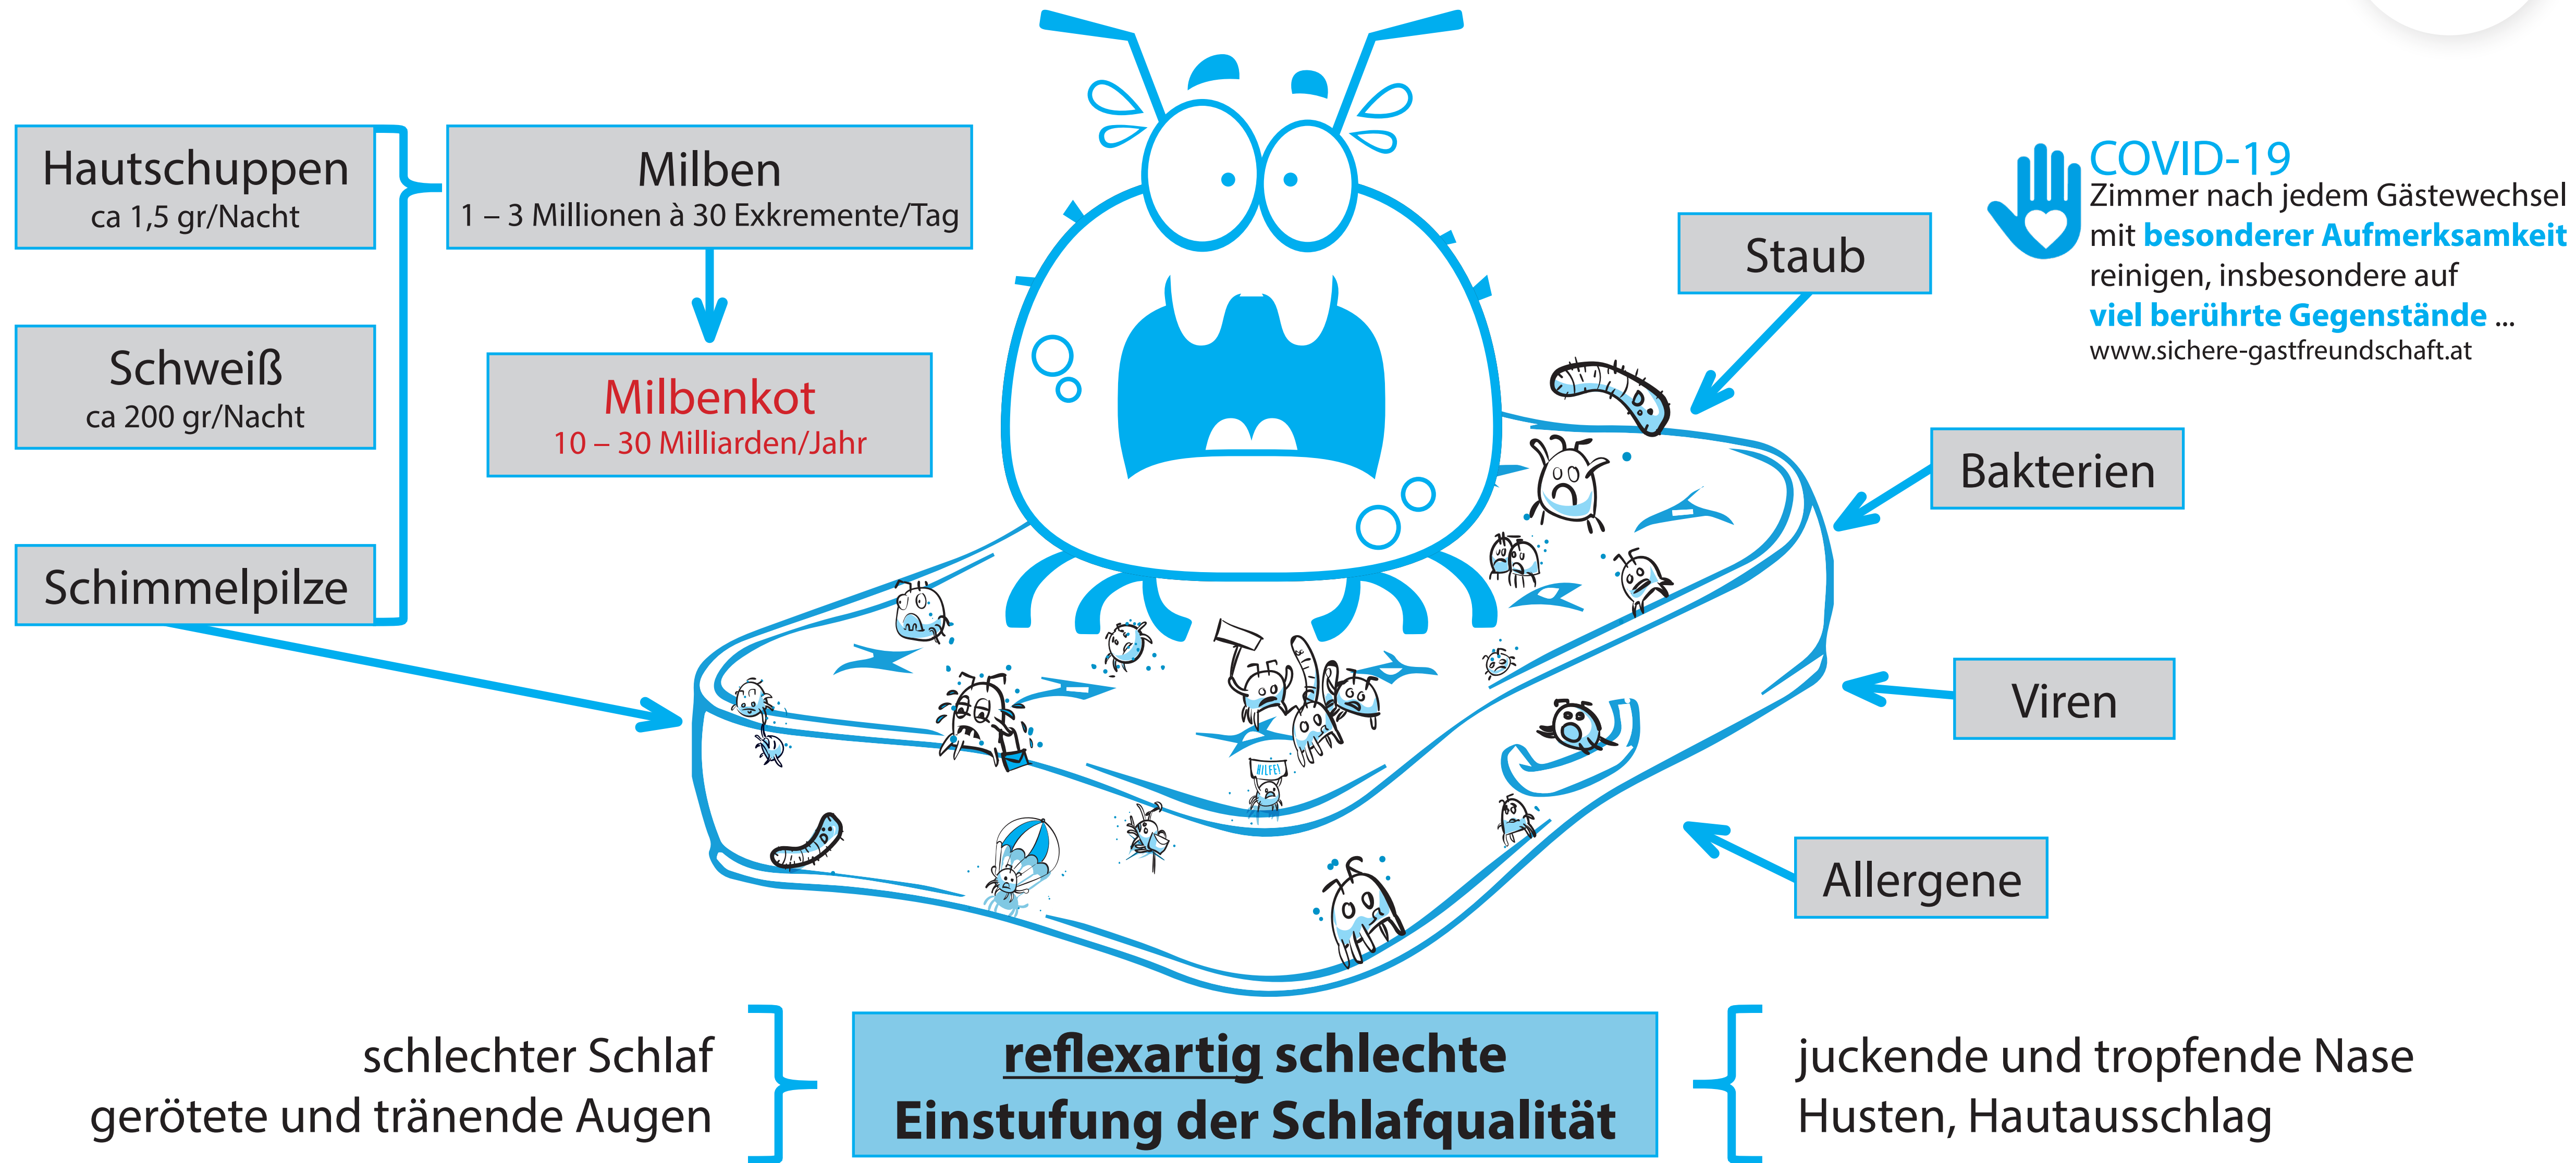 Hautschuppen
ca 1,5 gr/Nacht
Schweiß
ca 200 gr/Nacht
Schimmelpilze
Milben
1 – 3 Millionen à 30 Exkremente/Tag
Milbenkot
10 – 30 Milliarden/Jahr
Staub
COVID-19
Zimmer nach jedem Gästewechsel
mit besonderer Aufmerksamkeit
reinigen, insbesondere auf
viel berührte Gegenstände ...
www.sichere-gastfreundschaft.at
Bakterien
Viren
Allergene
HILFE!
schlechter Schlaf
gerötete und tränende Augen
reflexartig schlechte
Einstufung der Schlafqualität
juckende und tropfende Nase
Husten, Hautausschlag